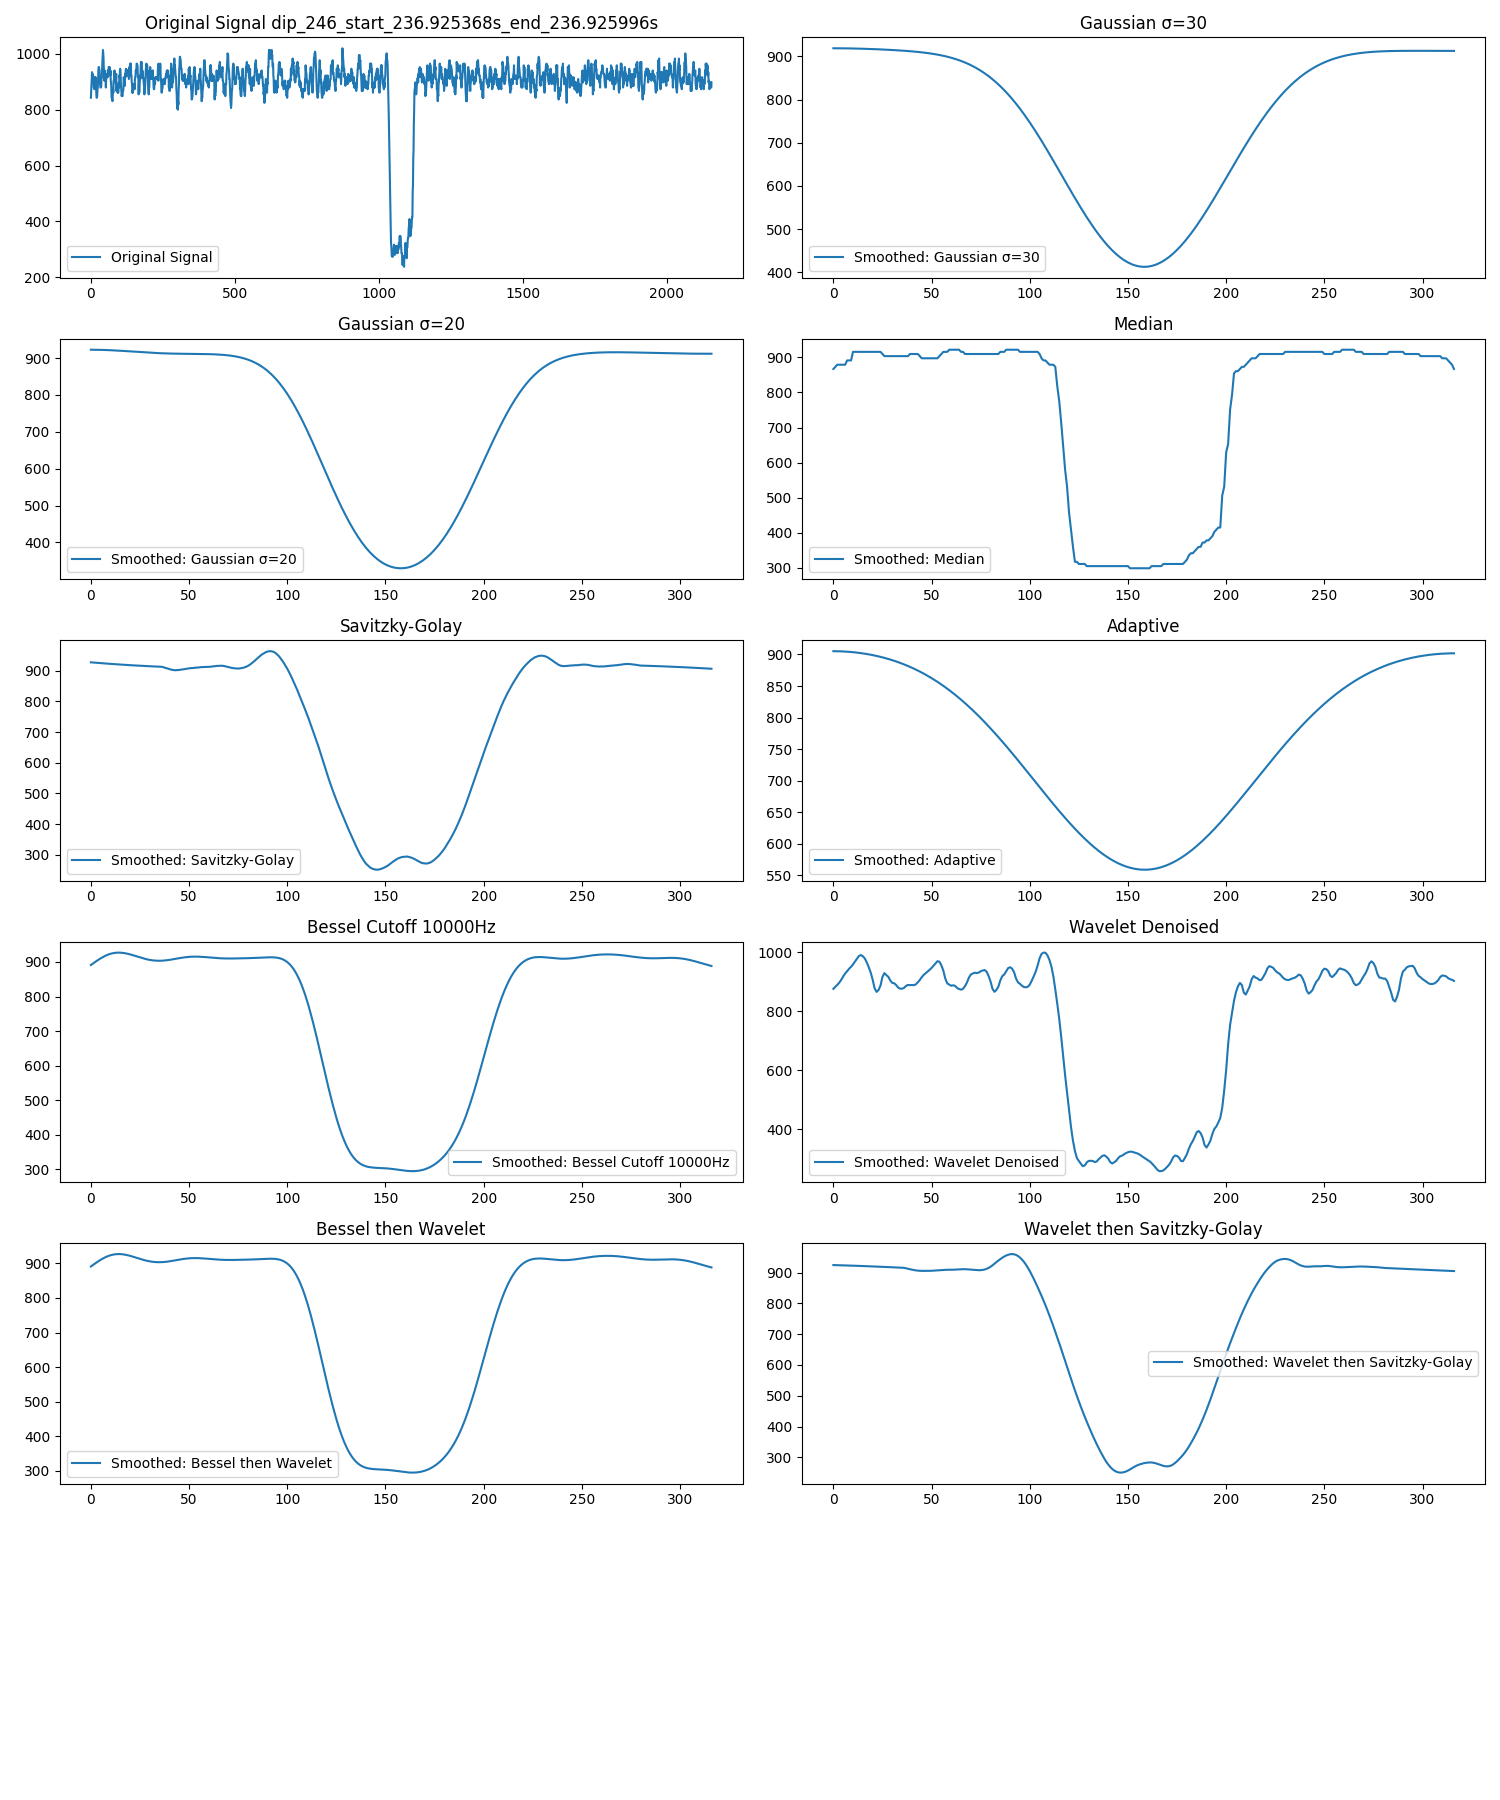 Original Signal dip_246_start_236.925368s_end_236.925996s
1000
800
600
400
200
Original Signal
0 500 1000 1500 2000
Gaussian σ=30
900
800
700
600
500
400
Smoothed: Gaussian σ=30
0 50 100 150 200 250 300
Gaussian σ=20
900
800
700
600
500
400
Smoothed: Gaussian σ=20
0 50 100 150 200 250 300
Median
900
800
700
600
500
400
300
Smoothed: Median
0 50 100 150 200 250 300
Savitzky-Golay
900
800
700
600
500
400
300
Smoothed: Savitzky-Golay
0 50 100 150 200 250 300
Adaptive
900
850
800
750
700
650
600
550
Smoothed: Adaptive
0 50 100 150 200 250 300
Bessel Cutoff 10000Hz
900
800
700
600
500
400
300
Smoothed: Bessel Cutoff 10000Hz
0 50 100 150 200 250 300
Wavelet Denoised
1000
800
600
400
Smoothed: Wavelet Denoised
0 50 100 150 200 250 300
Bessel then Wavelet
900
800
700
600
500
400
300
Smoothed: Bessel then Wavelet
0 50 100 150 200 250 300
Wavelet then Savitzky-Golay
900
800
700
600
500
400
300
Smoothed: Wavelet then Savitzky-Golay
0 50 100 150 200 250 300